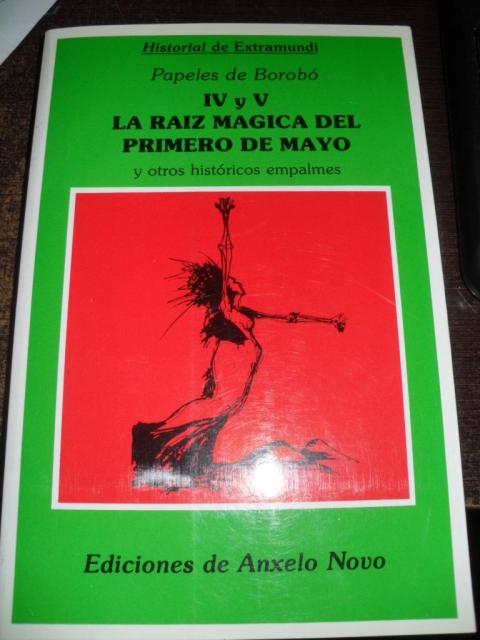 Historial de Extramundi
Papeles de Borobó
IV y V
LA RAIZ MAGICA DEL
PRIMERO DE MAYO
y otros históricos empalmes
Ediciones de Anxelo Novo